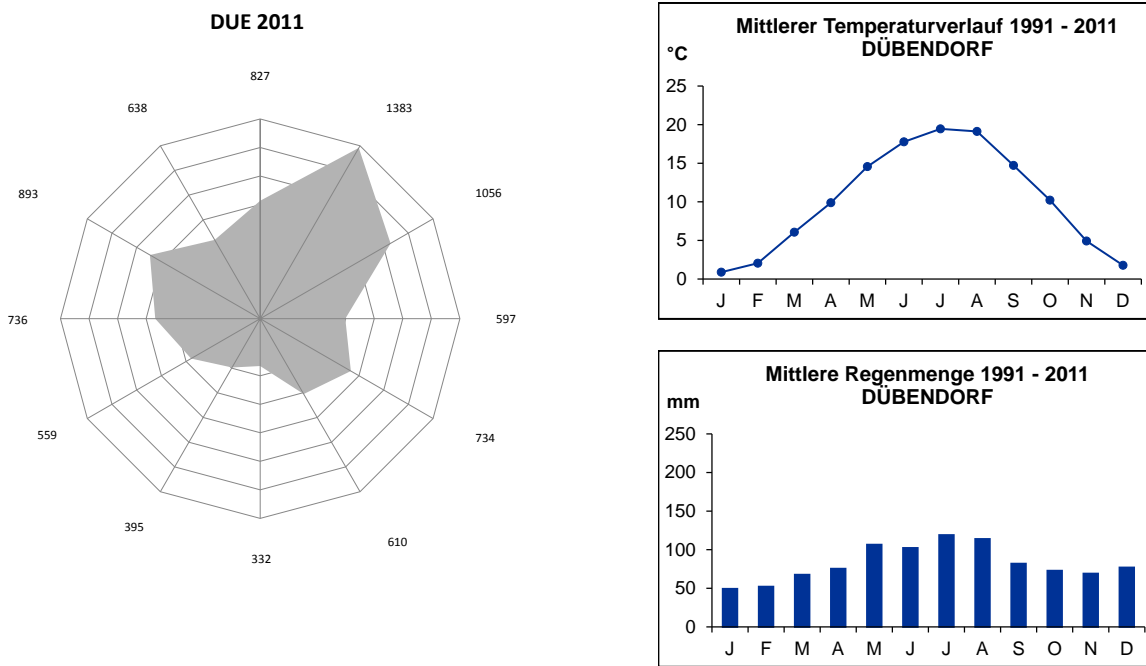 DUE 2011
827
1383
1056
597
734
610
332
395
559
736
893
638
Mittlerer Temperaturverlauf 1991 - 2011
DÜBENDORF
°C
25
20
15
10
5
0
J F M A M J J A S O N D
Mittlere Regenmenge 1991 - 2011
DÜBENDORF
mm
250
200
150
100
50
0
J F M A M J J A S O N D